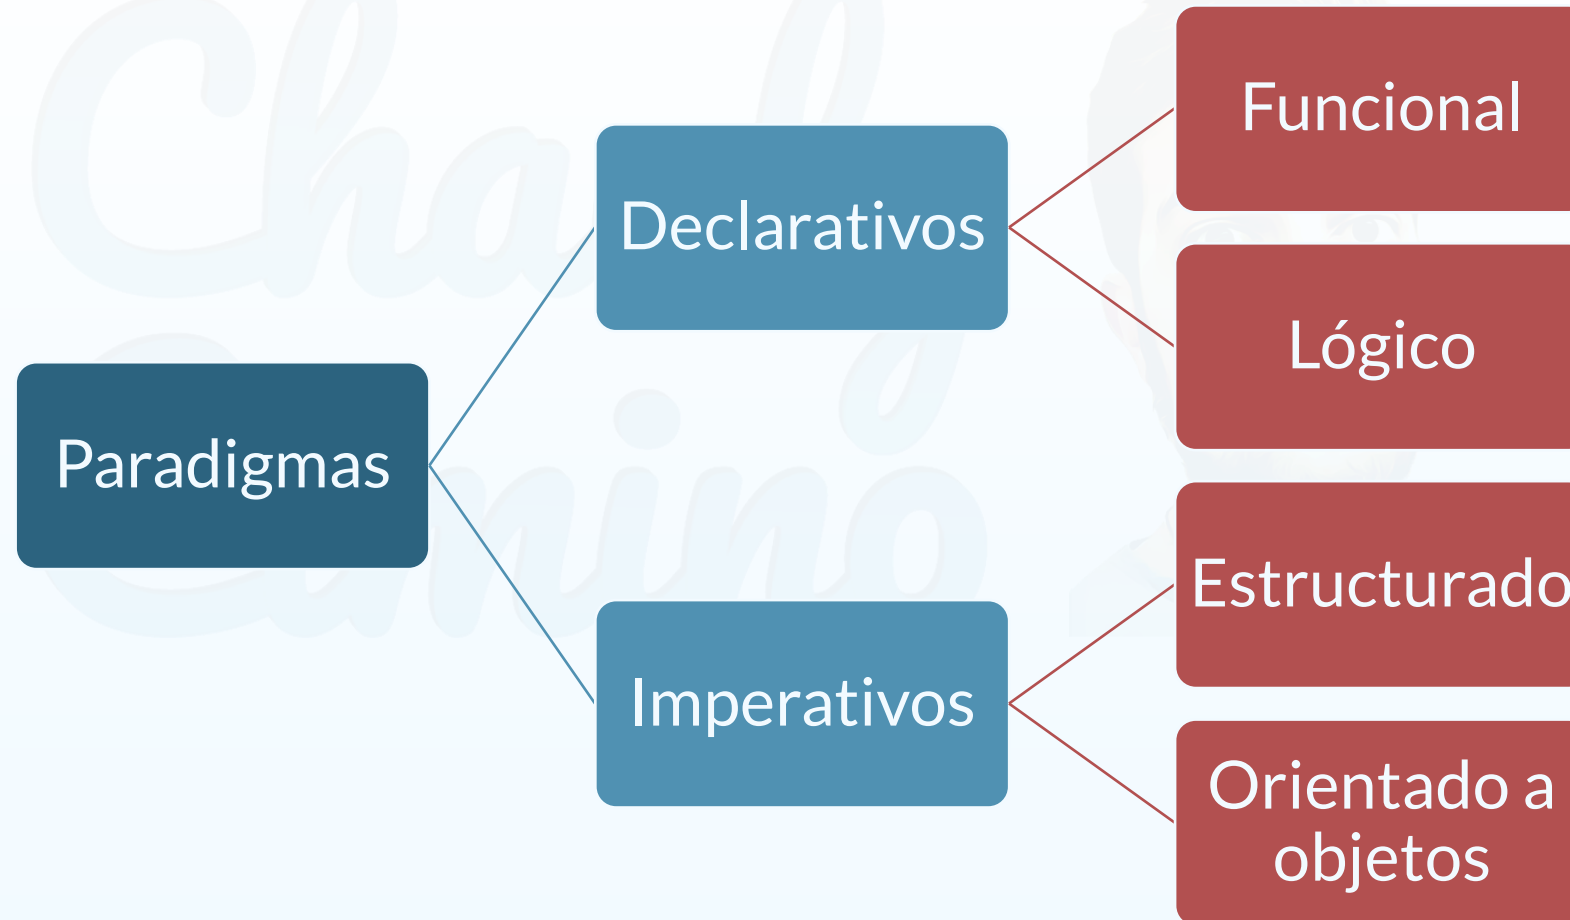 Funcional
Declarativos
Lógico
Paradigmas
Estructurado
Imperativos
Orientado a
objetos